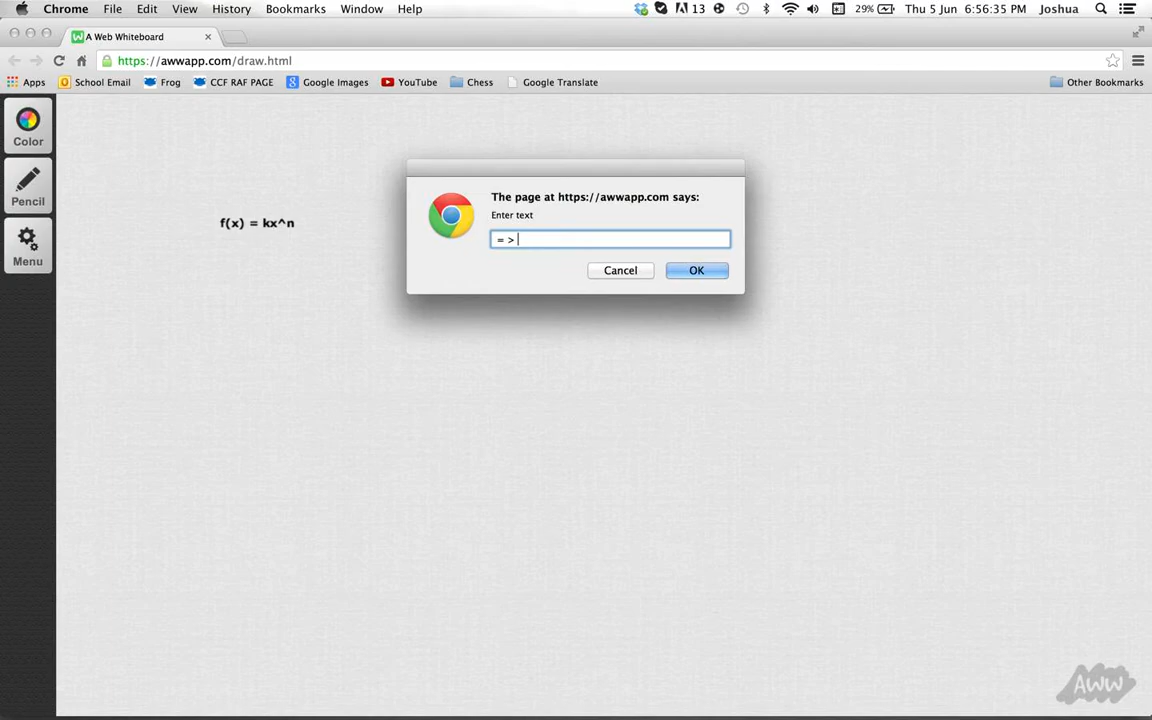 Chrome File Edit View History Bookmarks Window Help 13 29% Thu 5 Jun 6:56:35 PM Joshua
A Web Whiteboard
https://awwapp.com/draw.html
Apps School Email Frog CCF RAF PAGE Google Images YouTube Chess Google Translate Other Bookmarks
Color
Pencil
Menu
f(x) = kx^n
The page at https://awwapp.com says:
Enter text
= >
Cancel OK
AWW